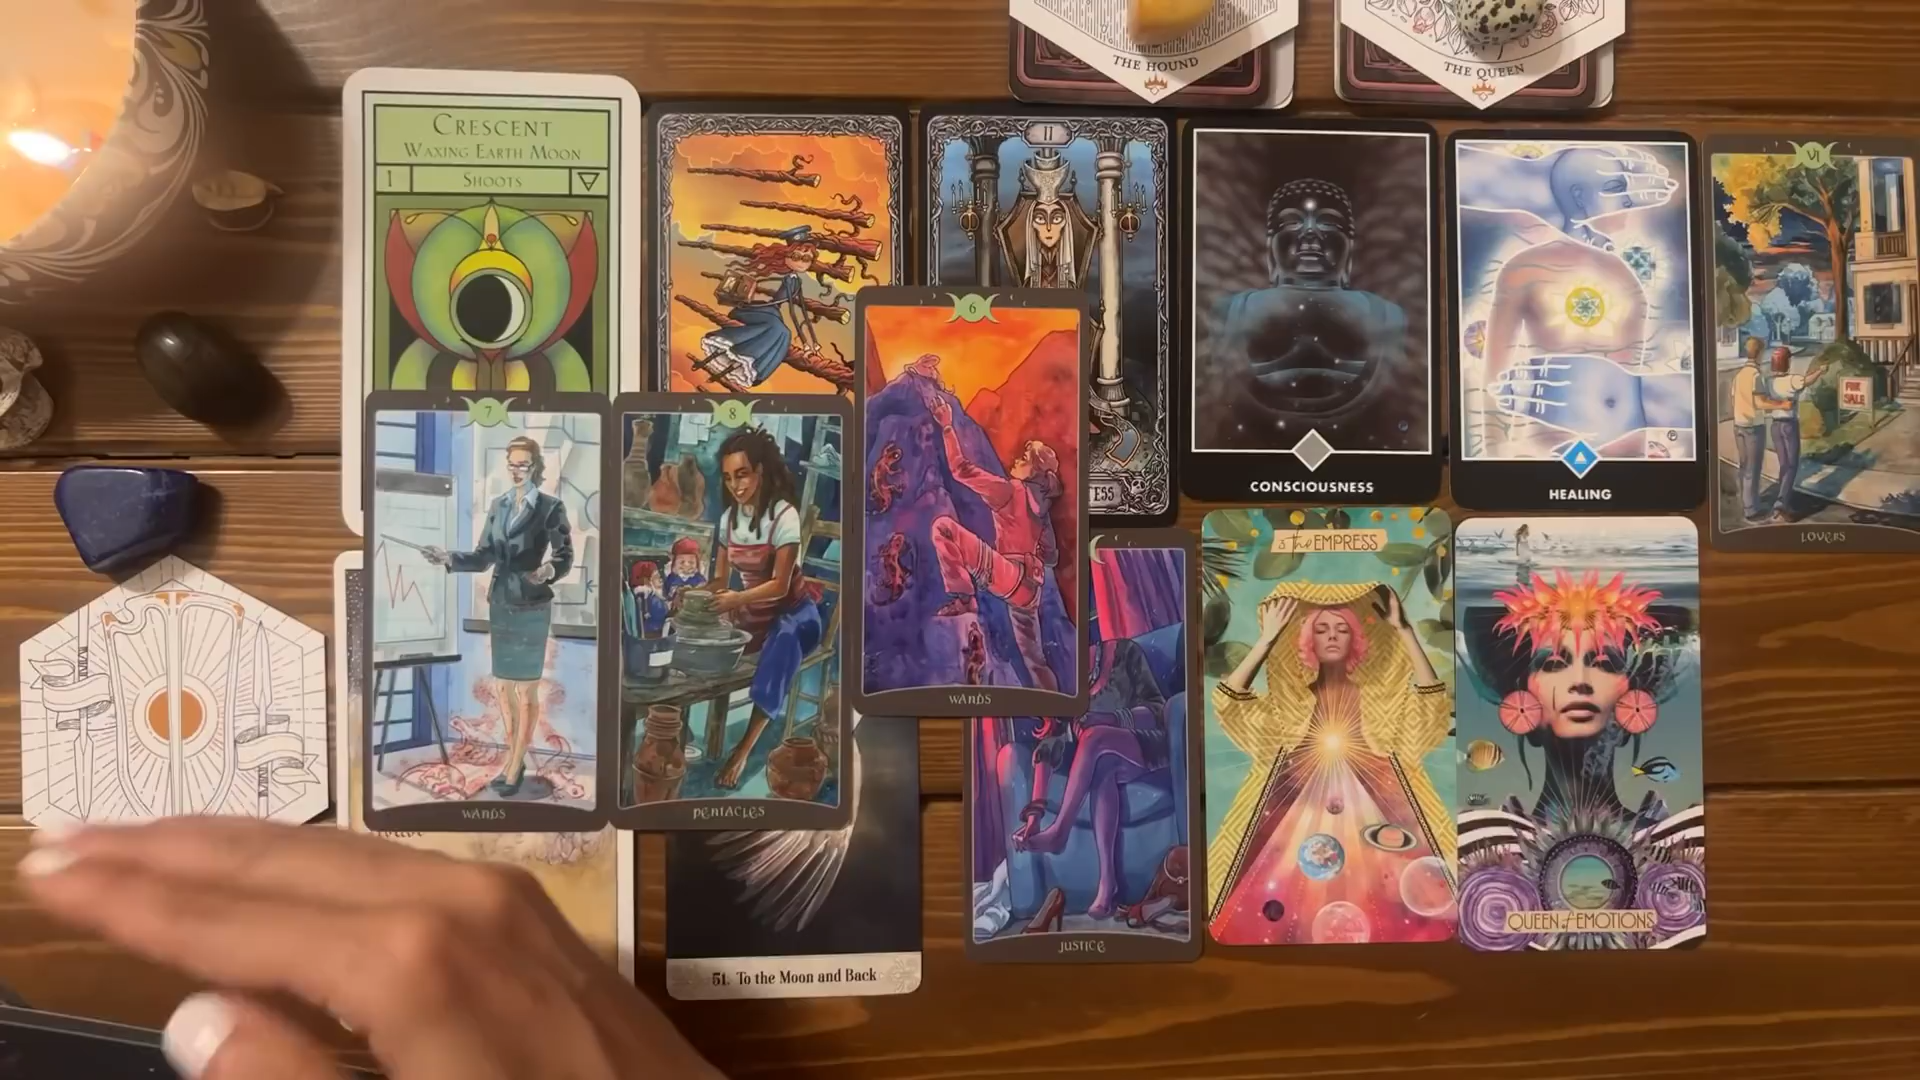 THE HOUND
THE QUEEN
CRESCENT
WAXING EARTH MOON
1
SHOOTS
II
VI
FOR
SALE
6
7
8
CONSCIOUSNESS
HEALING
LOVERS
3 the EMPRESS
WANDS
WANDS
PENTACLES
JUSTICE
QUEEN of EMOTIONS
51. To the Moon and Back